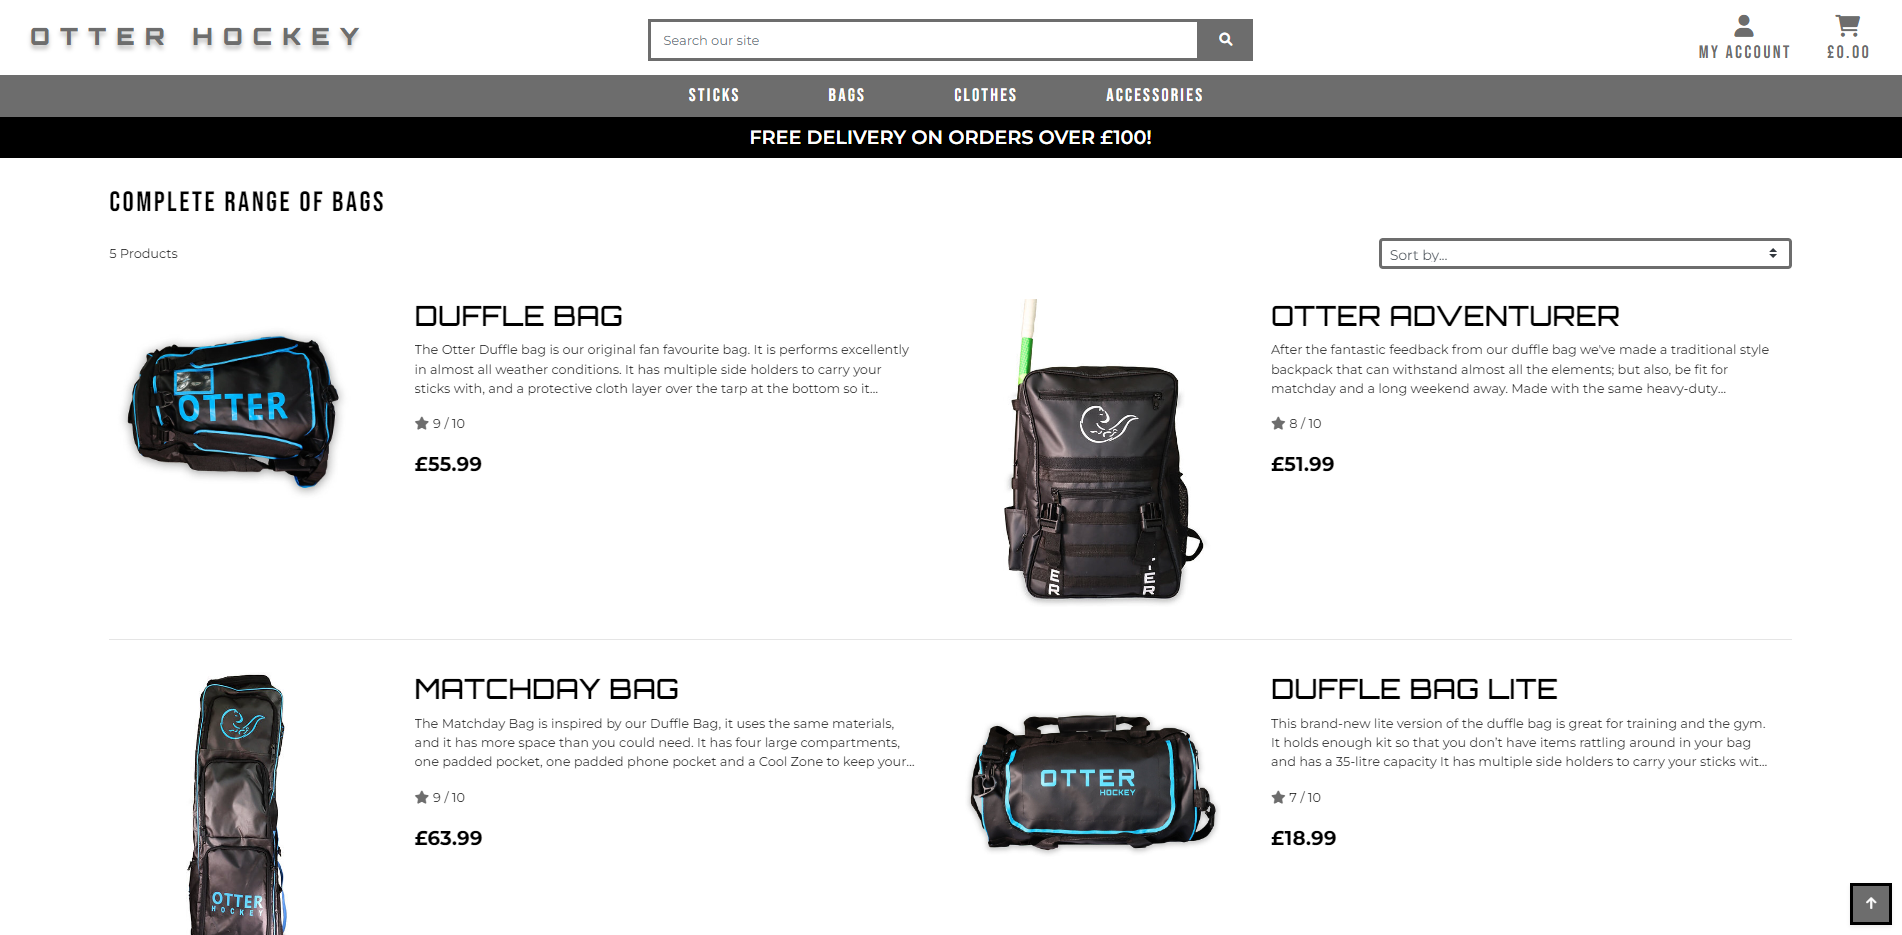 OTTER HOCKEY
Search our site
MY ACCOUNT
£0.00
STICKS BAGS CLOTHES ACCESSORIES
FREE DELIVERY ON ORDERS OVER £100!
COMPLETE RANGE OF BAGS
5 Products
Sort by...
DUFFLE BAG
The Otter Duffle bag is our original fan favourite bag. It is performs excellently
in almost all weather conditions. It has multiple side holders to carry your
sticks with, and a protective cloth layer over the tarp at the bottom so it...
9 / 10
£55.99
OTTER
OTTER ADVENTURER
After the fantastic feedback from our duffle bag we've made a traditional style
backpack that can withstand almost all the elements; but also, be fit for
matchday and a long weekend away. Made with the same heavy-duty...
8 / 10
£51.99
ER
TER
MATCHDAY BAG
The Matchday Bag is inspired by our Duffle Bag, it uses the same materials,
and it has more space than you could need. It has four large compartments,
one padded pocket, one padded phone pocket and a Cool Zone to keep your...
9 / 10
£63.99
OTTER
HOCKEY
DUFFLE BAG LITE
This brand-new lite version of the duffle bag is great for training and the gym.
It holds enough kit so that you don't have items rattling around in your bag
and has a 35-litre capacity It has multiple side holders to carry your sticks wit...
7 / 10
£18.99
OTTER
HOCKEY